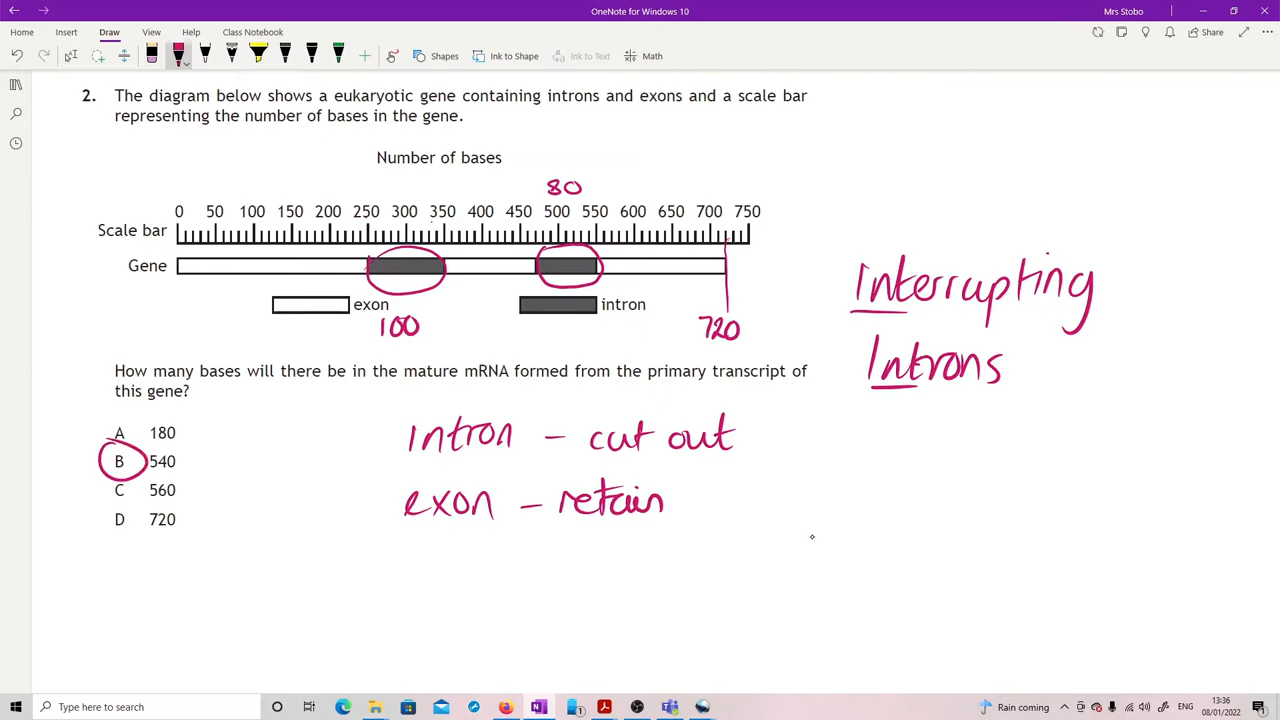 OneNote for Windows 10
Mrs Stobo
Home Insert Draw View Help Class Notebook
Share
Shapes Ink to Shape Ink to Text Math
2. The diagram below shows a eukaryotic gene containing introns and exons and a scale bar
representing the number of bases in the gene.
Number of bases
80
0 50 100 150 200 250 300 350 400 450 500 550 600 650 700 750
Scale bar
Gene
exon intron
100 720
Interrupting
Introns
How many bases will there be in the mature mRNA formed from the primary transcript of
this gene?
A 180
B 540
C 560
D 720
intron - cut out
exon - retain
Type here to search
Rain coming
ENG
13:36
08/01/2022